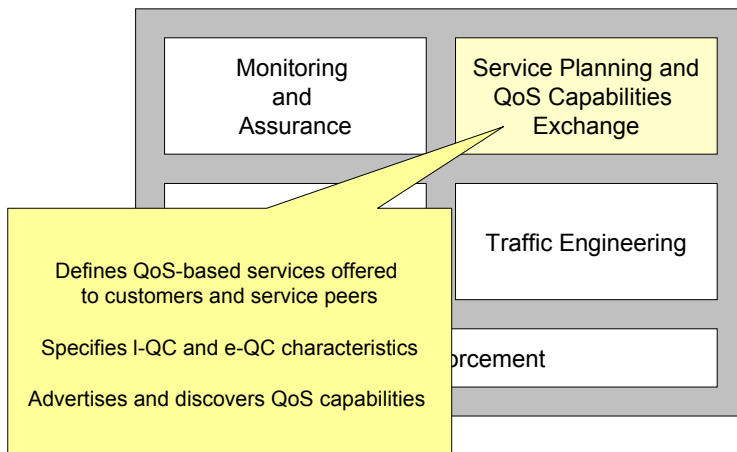 Monitoring
and
Assurance
Service Planning and
QoS Capabilities
Exchange
Traffic Engineering
Defines QoS-based services offered
to customers and service peers
Specifies l-QC and e-QC characteristics
Advertises and discovers QoS capabilities
orcement